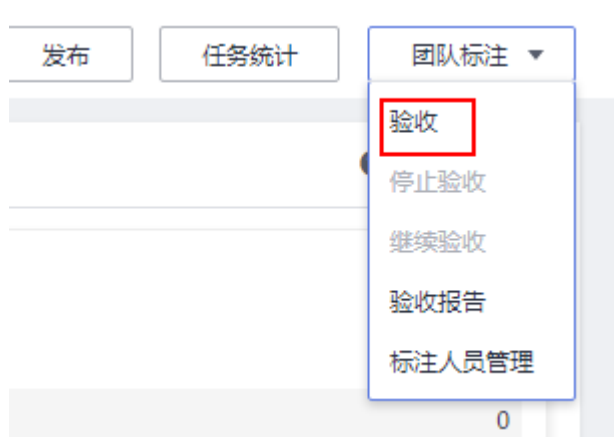 发布 任务统计 团队标注
验收
停止验收
继续验收
验收报告
标注人员管理
0